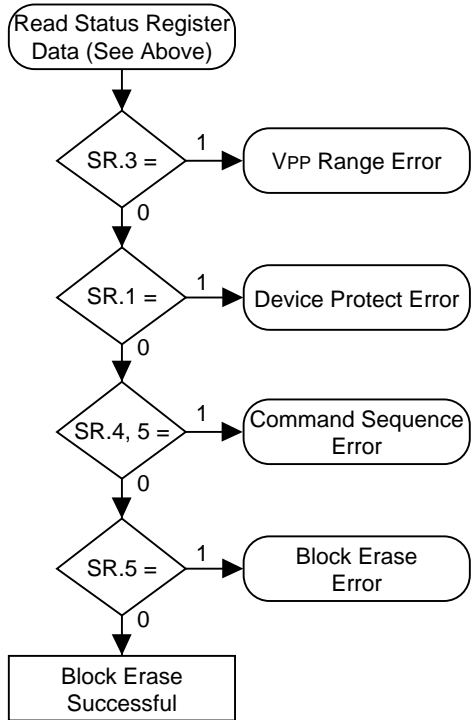 Read Status Register
Data (See Above)
SR.3 =
1
VPP Range Error
0
SR.1 =
1
Device Protect Error
0
SR.4, 5 =
1
Command Sequence
Error
0
SR.5 =
1
Block Erase
Error
0
Block Erase
Successful